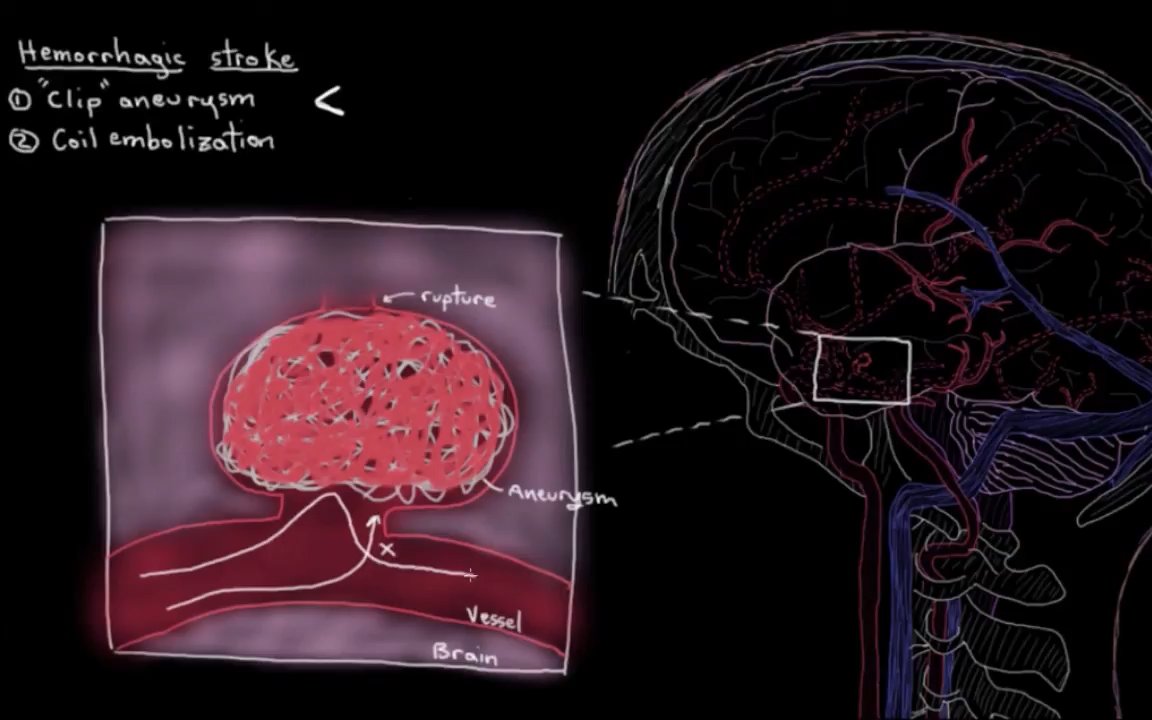 Hemorrhagic stroke
① "Clip" aneurysm <
② Coil embolization
rupture
Aneurysm
x
Vessel
Brain